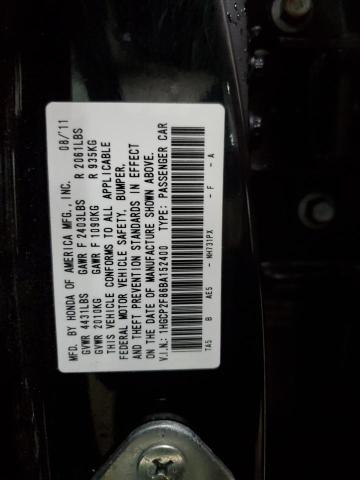 MFD. BY HONDA OF AMERICA MFG., INC. 08/'11
GVWR 4431LBS GAWR F 2403LBS R 2061LBS
GVWR 2010KG GAWR F 1090KG R 935KG
THIS VEHICLE CONFORMS TO ALL APPLICABLE
FEDERAL MOTOR VEHICLE SAFETY, BUMPER,
AND THEFT PREVENTION STANDARDS IN EFFECT
ON THE DATE OF MANUFACTURE SHOWN ABOVE.
V.I.N.: 1HGCP2F86BA152400 TYPE: PASSENGER CAR
TA5 B AE5 - NH731PX - F - A